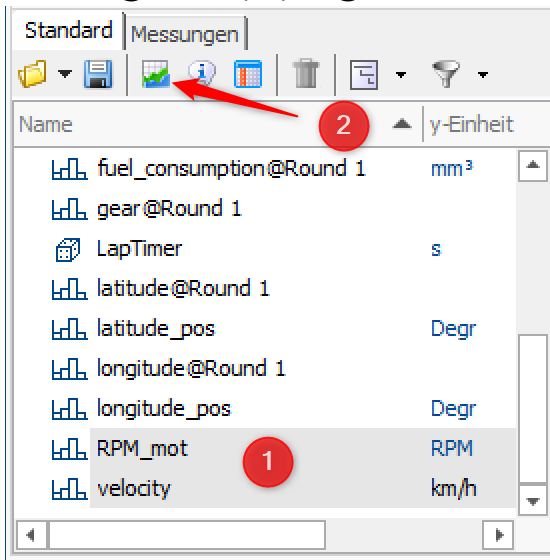 Standard Messungen
2
Name y-Einheit
fuel_consumption@Round 1 mm³
gear@Round 1
LapTimer s
latitude@Round 1
latitude_pos Degr
longitude@Round 1
longitude_pos Degr
RPM_mot RPM
1
velocity km/h